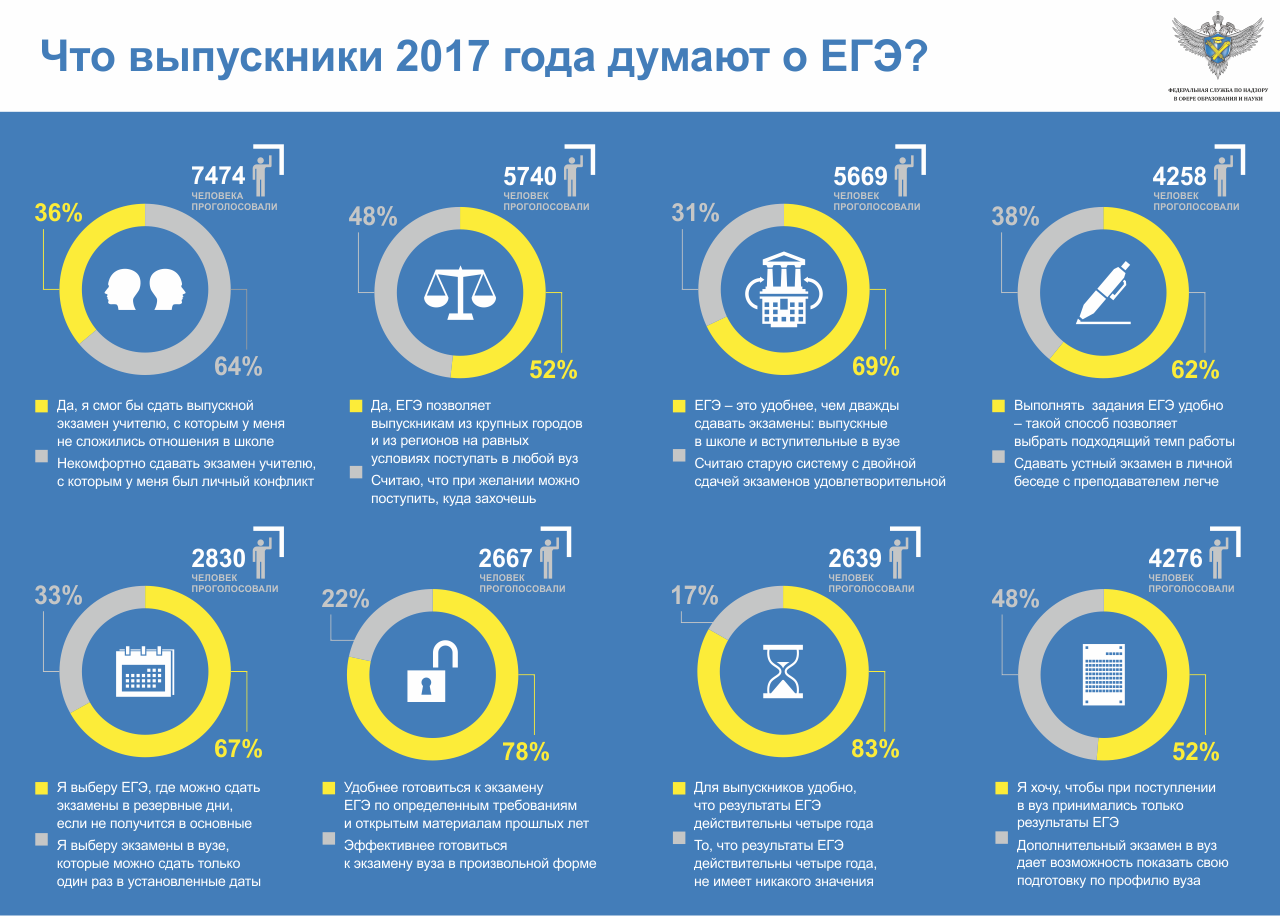 Что выпускники 2017 года думают о ЕГЭ?
ФЕДЕРАЛЬНАЯ СЛУЖБА ПО НАДЗОРУ
В СФЕРЕ ОБРАЗОВАНИЯ И НАУКИ
7474
ЧЕЛОВЕКА
ПРОГОЛОСОВАЛИ
36%
64%
Да, я смог бы сдать выпускной
экзамен учителю, с которым у меня
не сложились отношения в школе
Некомфортно сдавать экзамен учителю,
с которым у меня был личный конфликт
5740
ЧЕЛОВЕК
ПРОГОЛОСОВАЛИ
48%
52%
Да, ЕГЭ позволяет
выпускникам из крупных городов
и из регионов на равных
условиях поступать в любой вуз
Считаю, что при желании можно
поступить, куда захочешь
5669
ЧЕЛОВЕК
ПРОГОЛОСОВАЛИ
31%
69%
ЕГЭ – это удобнее, чем дважды
сдавать экзамены: выпускные
в школе и вступительные в вузе
Считаю старую систему с двойной
сдачей экзаменов удовлетворительной
4258
ЧЕЛОВЕК
ПРОГОЛОСОВАЛИ
38%
62%
Выполнять задания ЕГЭ удобно
– такой способ позволяет
выбрать подходящий темп работы
Сдавать устный экзамен в личной
беседе с преподавателем легче
2830
ЧЕЛОВЕК
ПРОГОЛОСОВАЛИ
33%
67%
Я выберу ЕГЭ, где можно сдать
экзамены в резервные дни,
если не получится в основные
Я выберу экзамены в вузе,
которые можно сдать только
один раз в установленные даты
2667
ЧЕЛОВЕК
ПРОГОЛОСОВАЛИ
22%
78%
Удобнее готовиться к экзамену
ЕГЭ по определенным требованиям
и открытым материалам прошлых лет
Эффективнее готовиться
к экзамену вуза в произвольной форме
2639
ЧЕЛОВЕК
ПРОГОЛОСОВАЛИ
17%
83%
Для выпускников удобно,
что результаты ЕГЭ
действительны четыре года
То, что результаты ЕГЭ
действительны четыре года,
не имеет никакого значения
4276
ЧЕЛОВЕК
ПРОГОЛОСОВАЛИ
48%
52%
Я хочу, чтобы при поступлении
в вуз принимались только
результаты ЕГЭ
Дополнительный экзамен в вуз
дает возможность показать свою
подготовку по профилю вуза